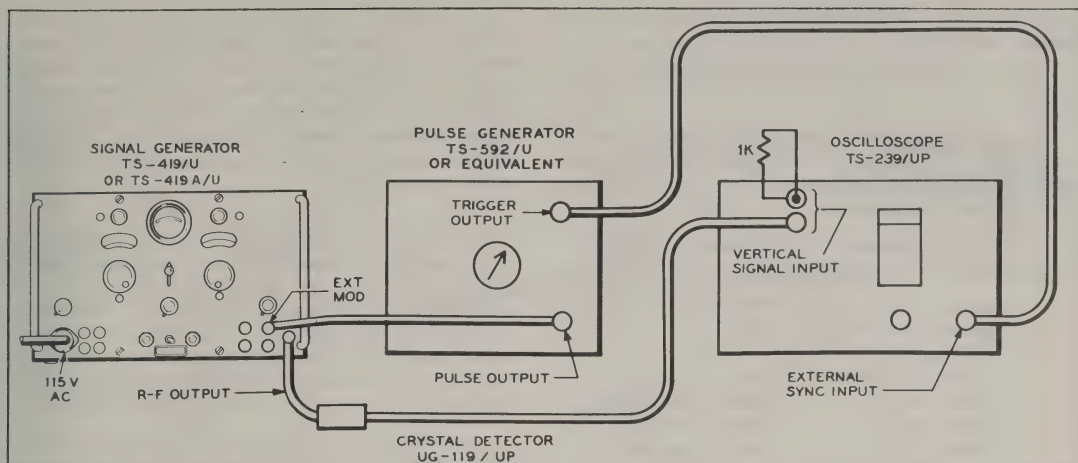 SIGNAL GENERATOR
TS-419/U
OR TS-419A/U
115 V
AC
R-F OUTPUT
EXT
MOD
PULSE GENERATOR
TS-592/U
OR EQUIVALENT
TRIGGER
OUTPUT
PULSE OUTPUT
CRYSTAL DETECTOR
UG-119 / UP
1K
OSCILLOSCOPE
TS-239/UP
VERTICAL
SIGNAL INPUT
EXTERNAL
SYNC INPUT